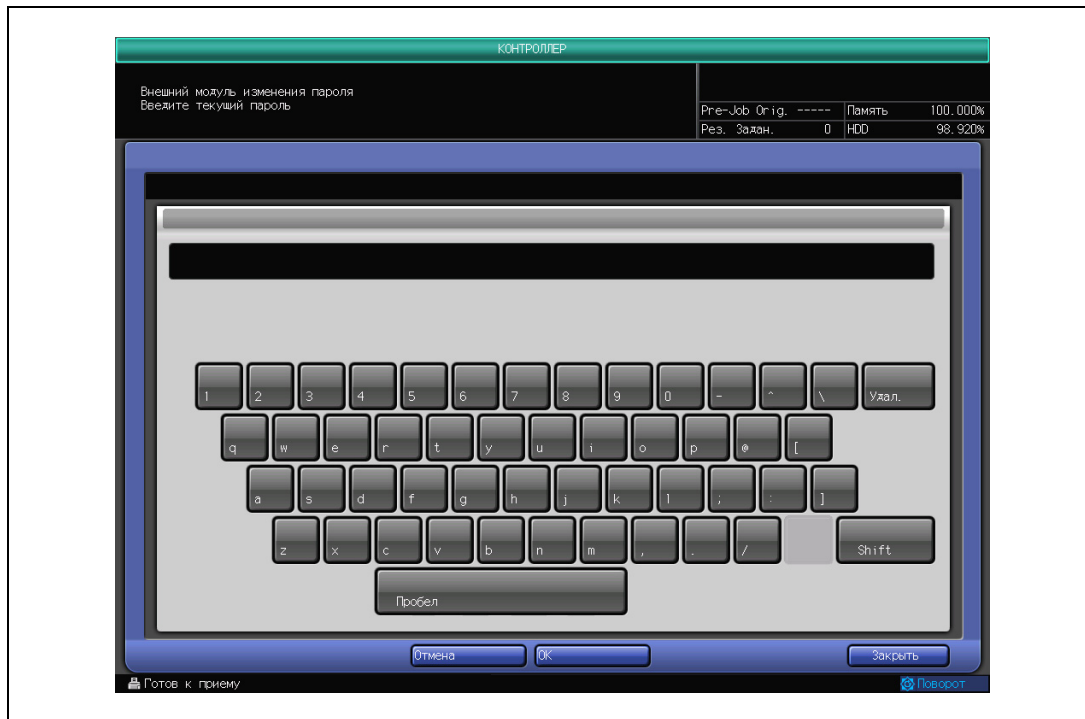 КОНТРОЛЛЕР
Внешний модуль изменения пароля
Введите текущий пароль
Pre-Job Orig. ----- Память 100.000%
Рез. Задан. 0 HDD 98.920%
1 2 3 4 5 6 7 8 9 0 - ^ \ Удал.
q w e r t y u i o p @ [
a s d f g h j k l ; : ]
z x c v b n m , . / Shift
Пробел
Отмена OK Закрыть
Готов к приему Поворот